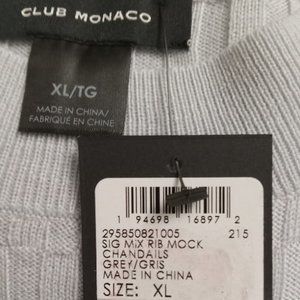 CLUB MONACO
XL/TG
MADE IN CHINA/
FABRIQUÉ EN CHINE
1 94698 16897 2
295850821005 215
SIG MIX RIB MOCK
CHANDAILS
GREY/GRIS
MADE IN CHINA
SIZE: XL